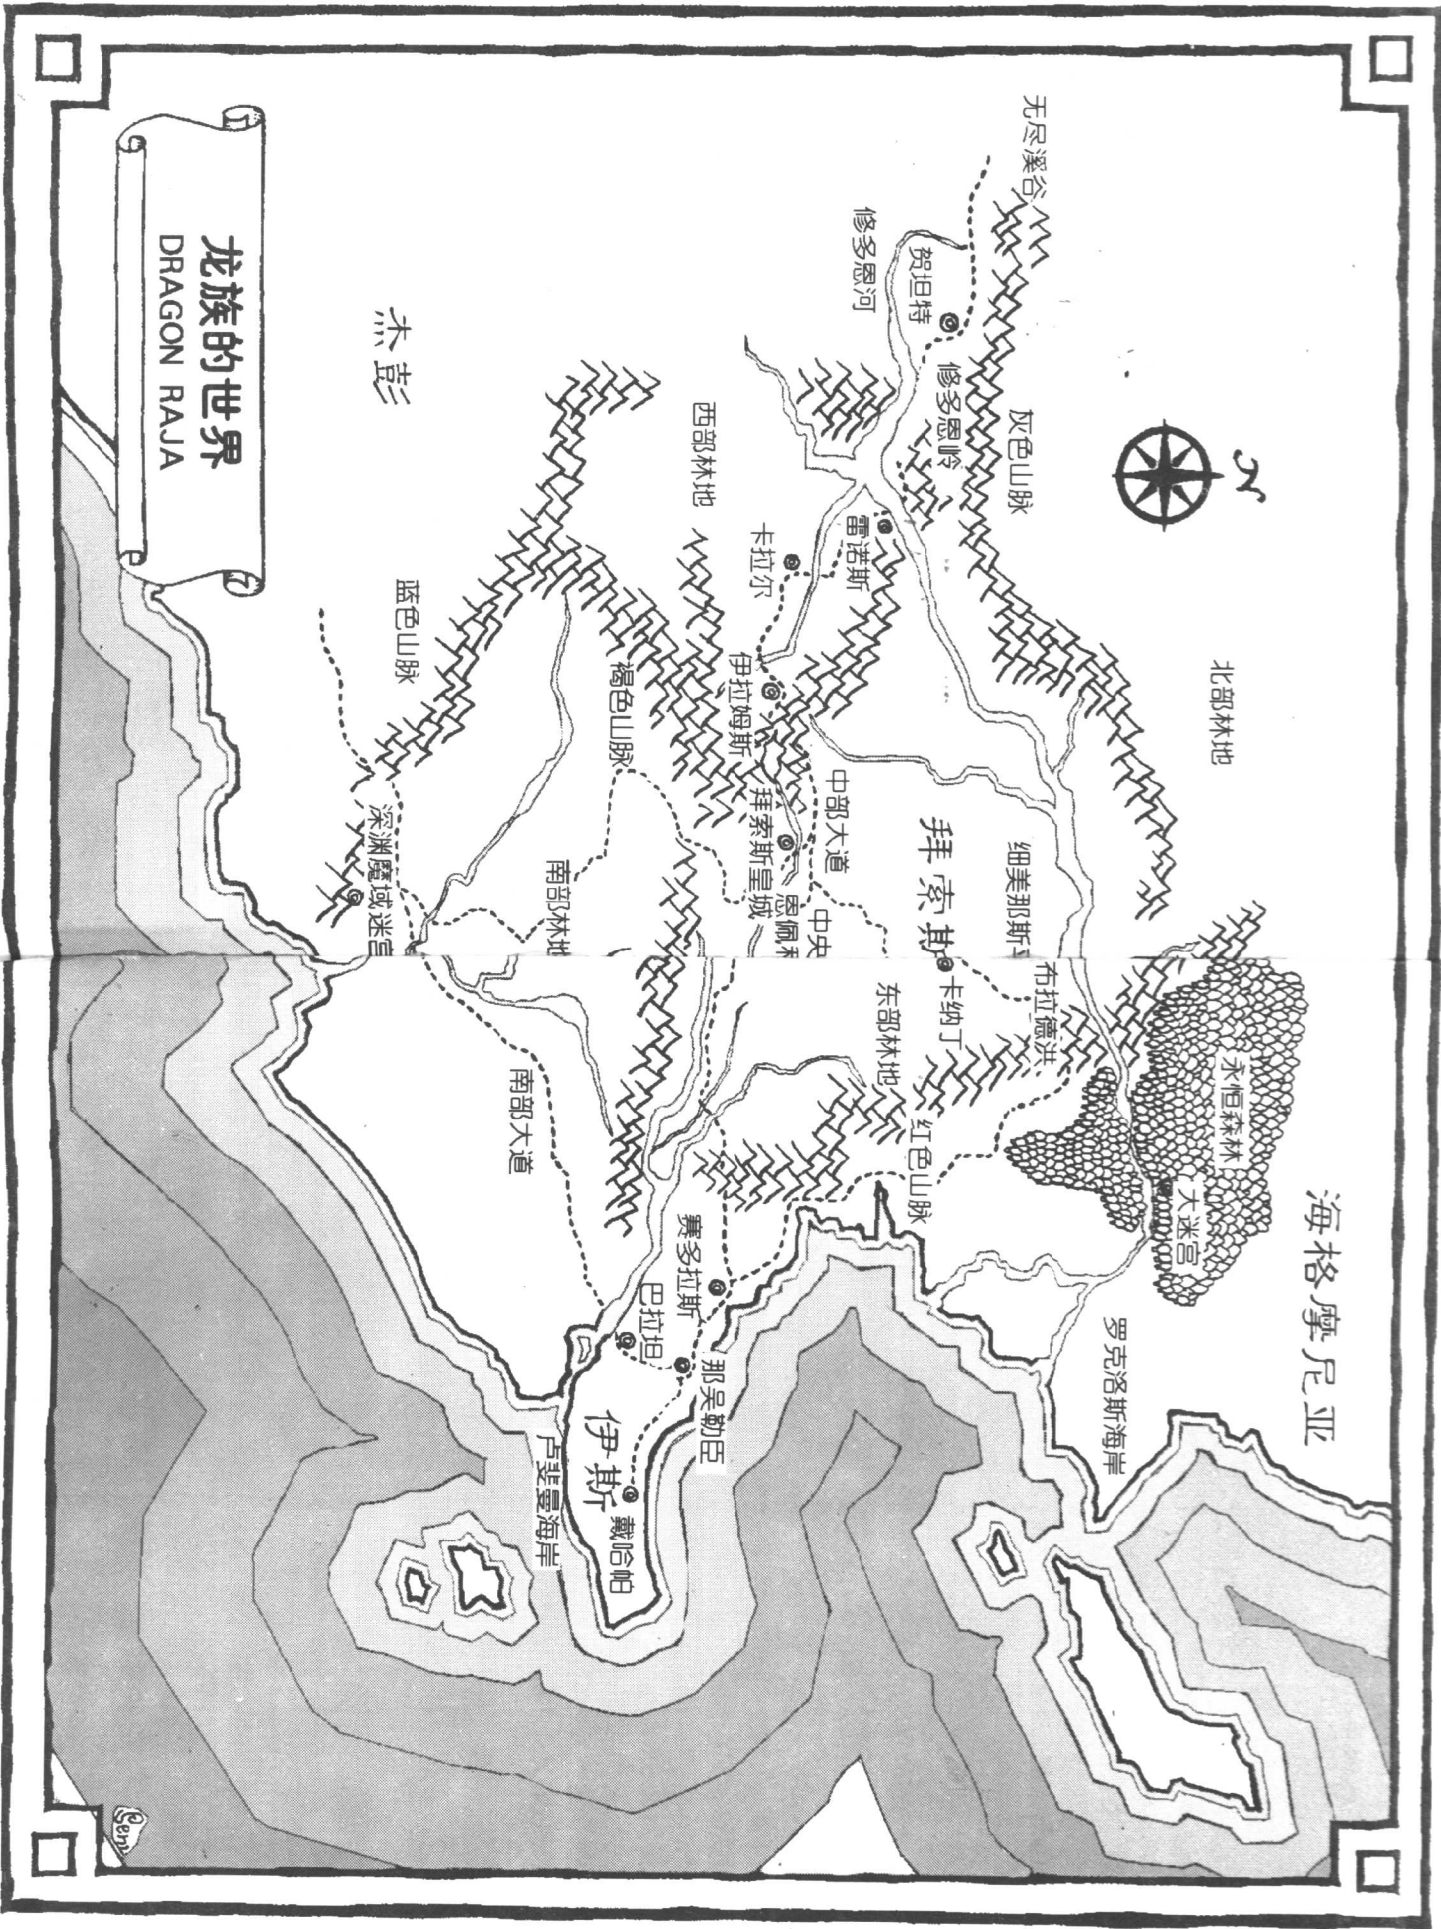 龙族的世界
DRAGON RAJA
N
海格摩尼亚
北部林地
永恒森林
大迷宫
罗克洛斯海岸
无尽溪谷
灰色山脉
细美那斯
布拉德洪
贺坦特
修多恩岭
修多恩河
拜索斯
卡纳丁
红色山脉
东部林地
雷诺斯
中部大道
中央
卡拉尔
伊拉姆斯
拜索斯皇城
恩佩
西部林地
那吴勒臣
赛多拉斯
巴拉坦
褐色山脉
伊斯
戴哈帕
南部林地
卢斐曼海岸
南部大道
杰彭
蓝色山脉
深渊魔域迷宫